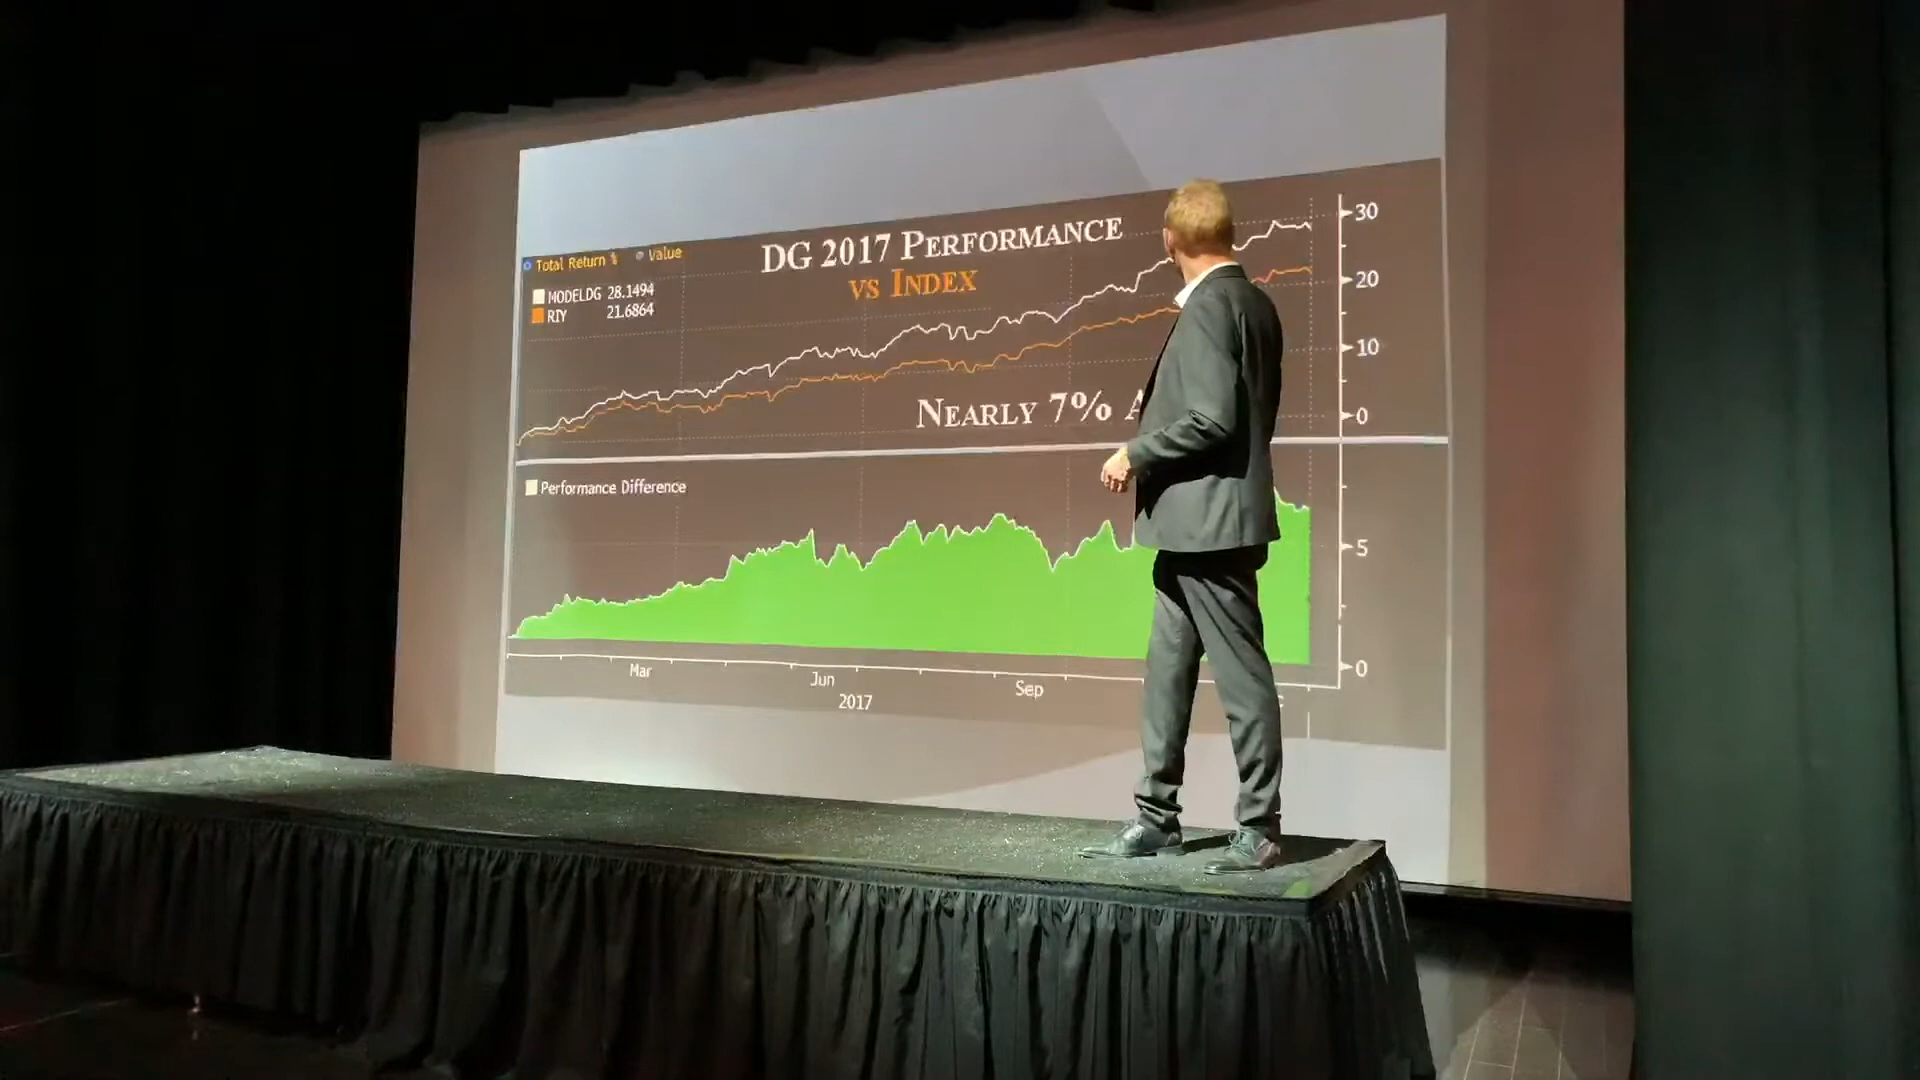 DG 2017 PERFORMANCE
VS INDEX
Total Return % Value
MODELDG 28.1494
RIY 21.6864
30
20
10
0
NEARLY 7%
Performance Difference
5
0
Mar Jun Sep
2017